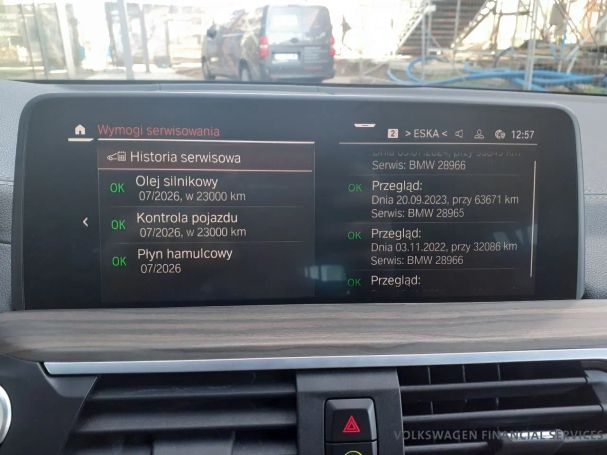 Wymogi serwisowania
2 > ESKA < 12:57
Historia serwisowa
OK Olej silnikowy
07/2026, w 23000 km
OK Kontrola pojazdu
07/2026, w 23000 km
OK Płyn hamulcowy
07/2026
Serwis: BMW 28966
OK Przegląd:
Dnia 20.09.2023, przy 63671 km
Serwis: BMW 28965
OK Przegląd:
Dnia 03.11.2022, przy 32086 km
Serwis: BMW 28966
OK Przegląd:
VOLKSWAGEN FINANCIAL SERVICES